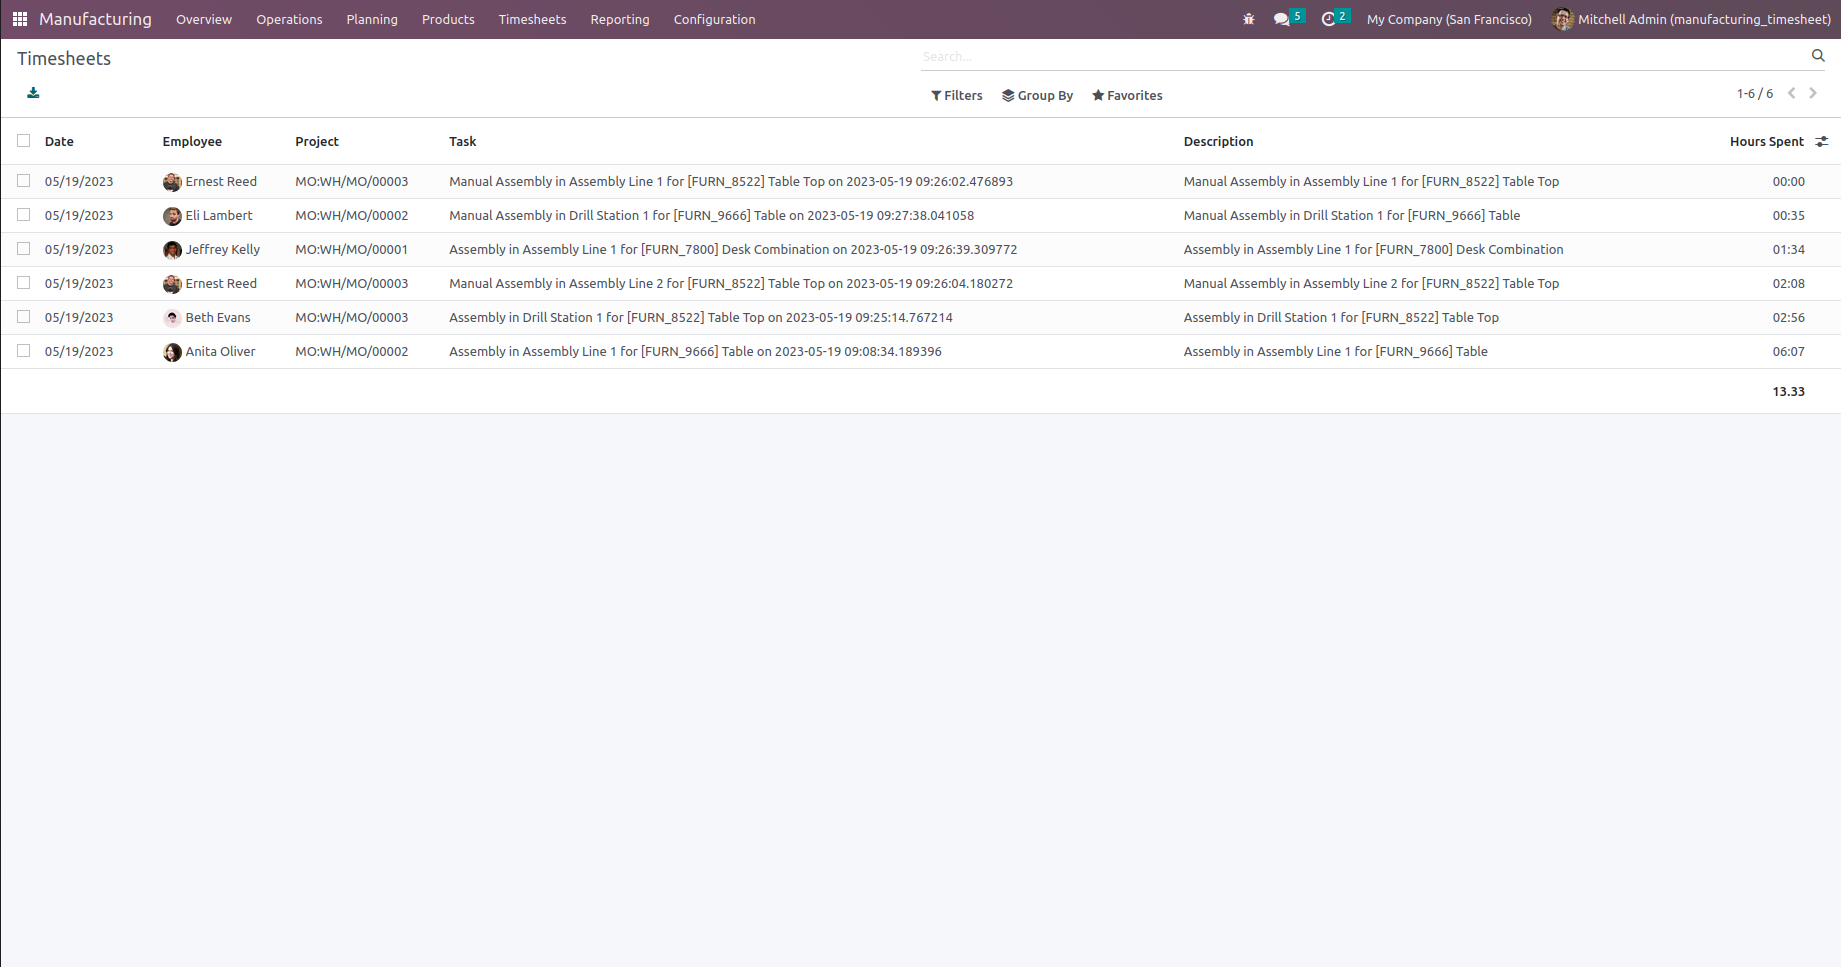 Manufacturing Overview Operations Planning Products Timesheets Reporting Configuration 5 2 My Company (San Francisco) Mitchell Admin (manufacturing_timesheet)
Timesheets Search...
Filters Group By Favorites 1-6 / 6
Date Employee Project Task Description Hours Spent
05/19/2023 Ernest Reed MO:WH/MO/00003 Manual Assembly in Assembly Line 1 for [FURN_8522] Table Top on 2023-05-19 09:26:02.476893 Manual Assembly in Assembly Line 1 for [FURN_8522] Table Top 00:00
05/19/2023 Eli Lambert MO:WH/MO/00002 Manual Assembly in Drill Station 1 for [FURN_9666] Table on 2023-05-19 09:27:38.041058 Manual Assembly in Drill Station 1 for [FURN_9666] Table 00:35
05/19/2023 Jeffrey Kelly MO:WH/MO/00001 Assembly in Assembly Line 1 for [FURN_7800] Desk Combination on 2023-05-19 09:26:39.309772 Assembly in Assembly Line 1 for [FURN_7800] Desk Combination 01:34
05/19/2023 Ernest Reed MO:WH/MO/00003 Manual Assembly in Assembly Line 2 for [FURN_8522] Table Top on 2023-05-19 09:26:04.180272 Manual Assembly in Assembly Line 2 for [FURN_8522] Table Top 02:08
05/19/2023 Beth Evans MO:WH/MO/00003 Assembly in Drill Station 1 for [FURN_8522] Table Top on 2023-05-19 09:25:14.767214 Assembly in Drill Station 1 for [FURN_8522] Table Top 02:56
05/19/2023 Anita Oliver MO:WH/MO/00002 Assembly in Assembly Line 1 for [FURN_9666] Table on 2023-05-19 09:08:34.189396 Assembly in Assembly Line 1 for [FURN_9666] Table 06:07
13.33